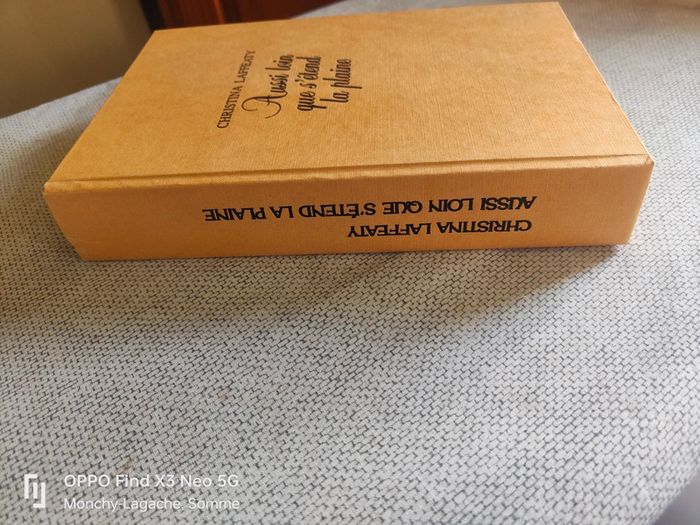 CHRISTINA LAFFEATY
Aussi loin
que s'étend
la plaine
CHRISTINA LAFFEATY
AUSSI LOIN QUE S'ÉTEND LA PLAINE
OPPO Find X3 Neo 5G
Monchy-Lagache, Somme